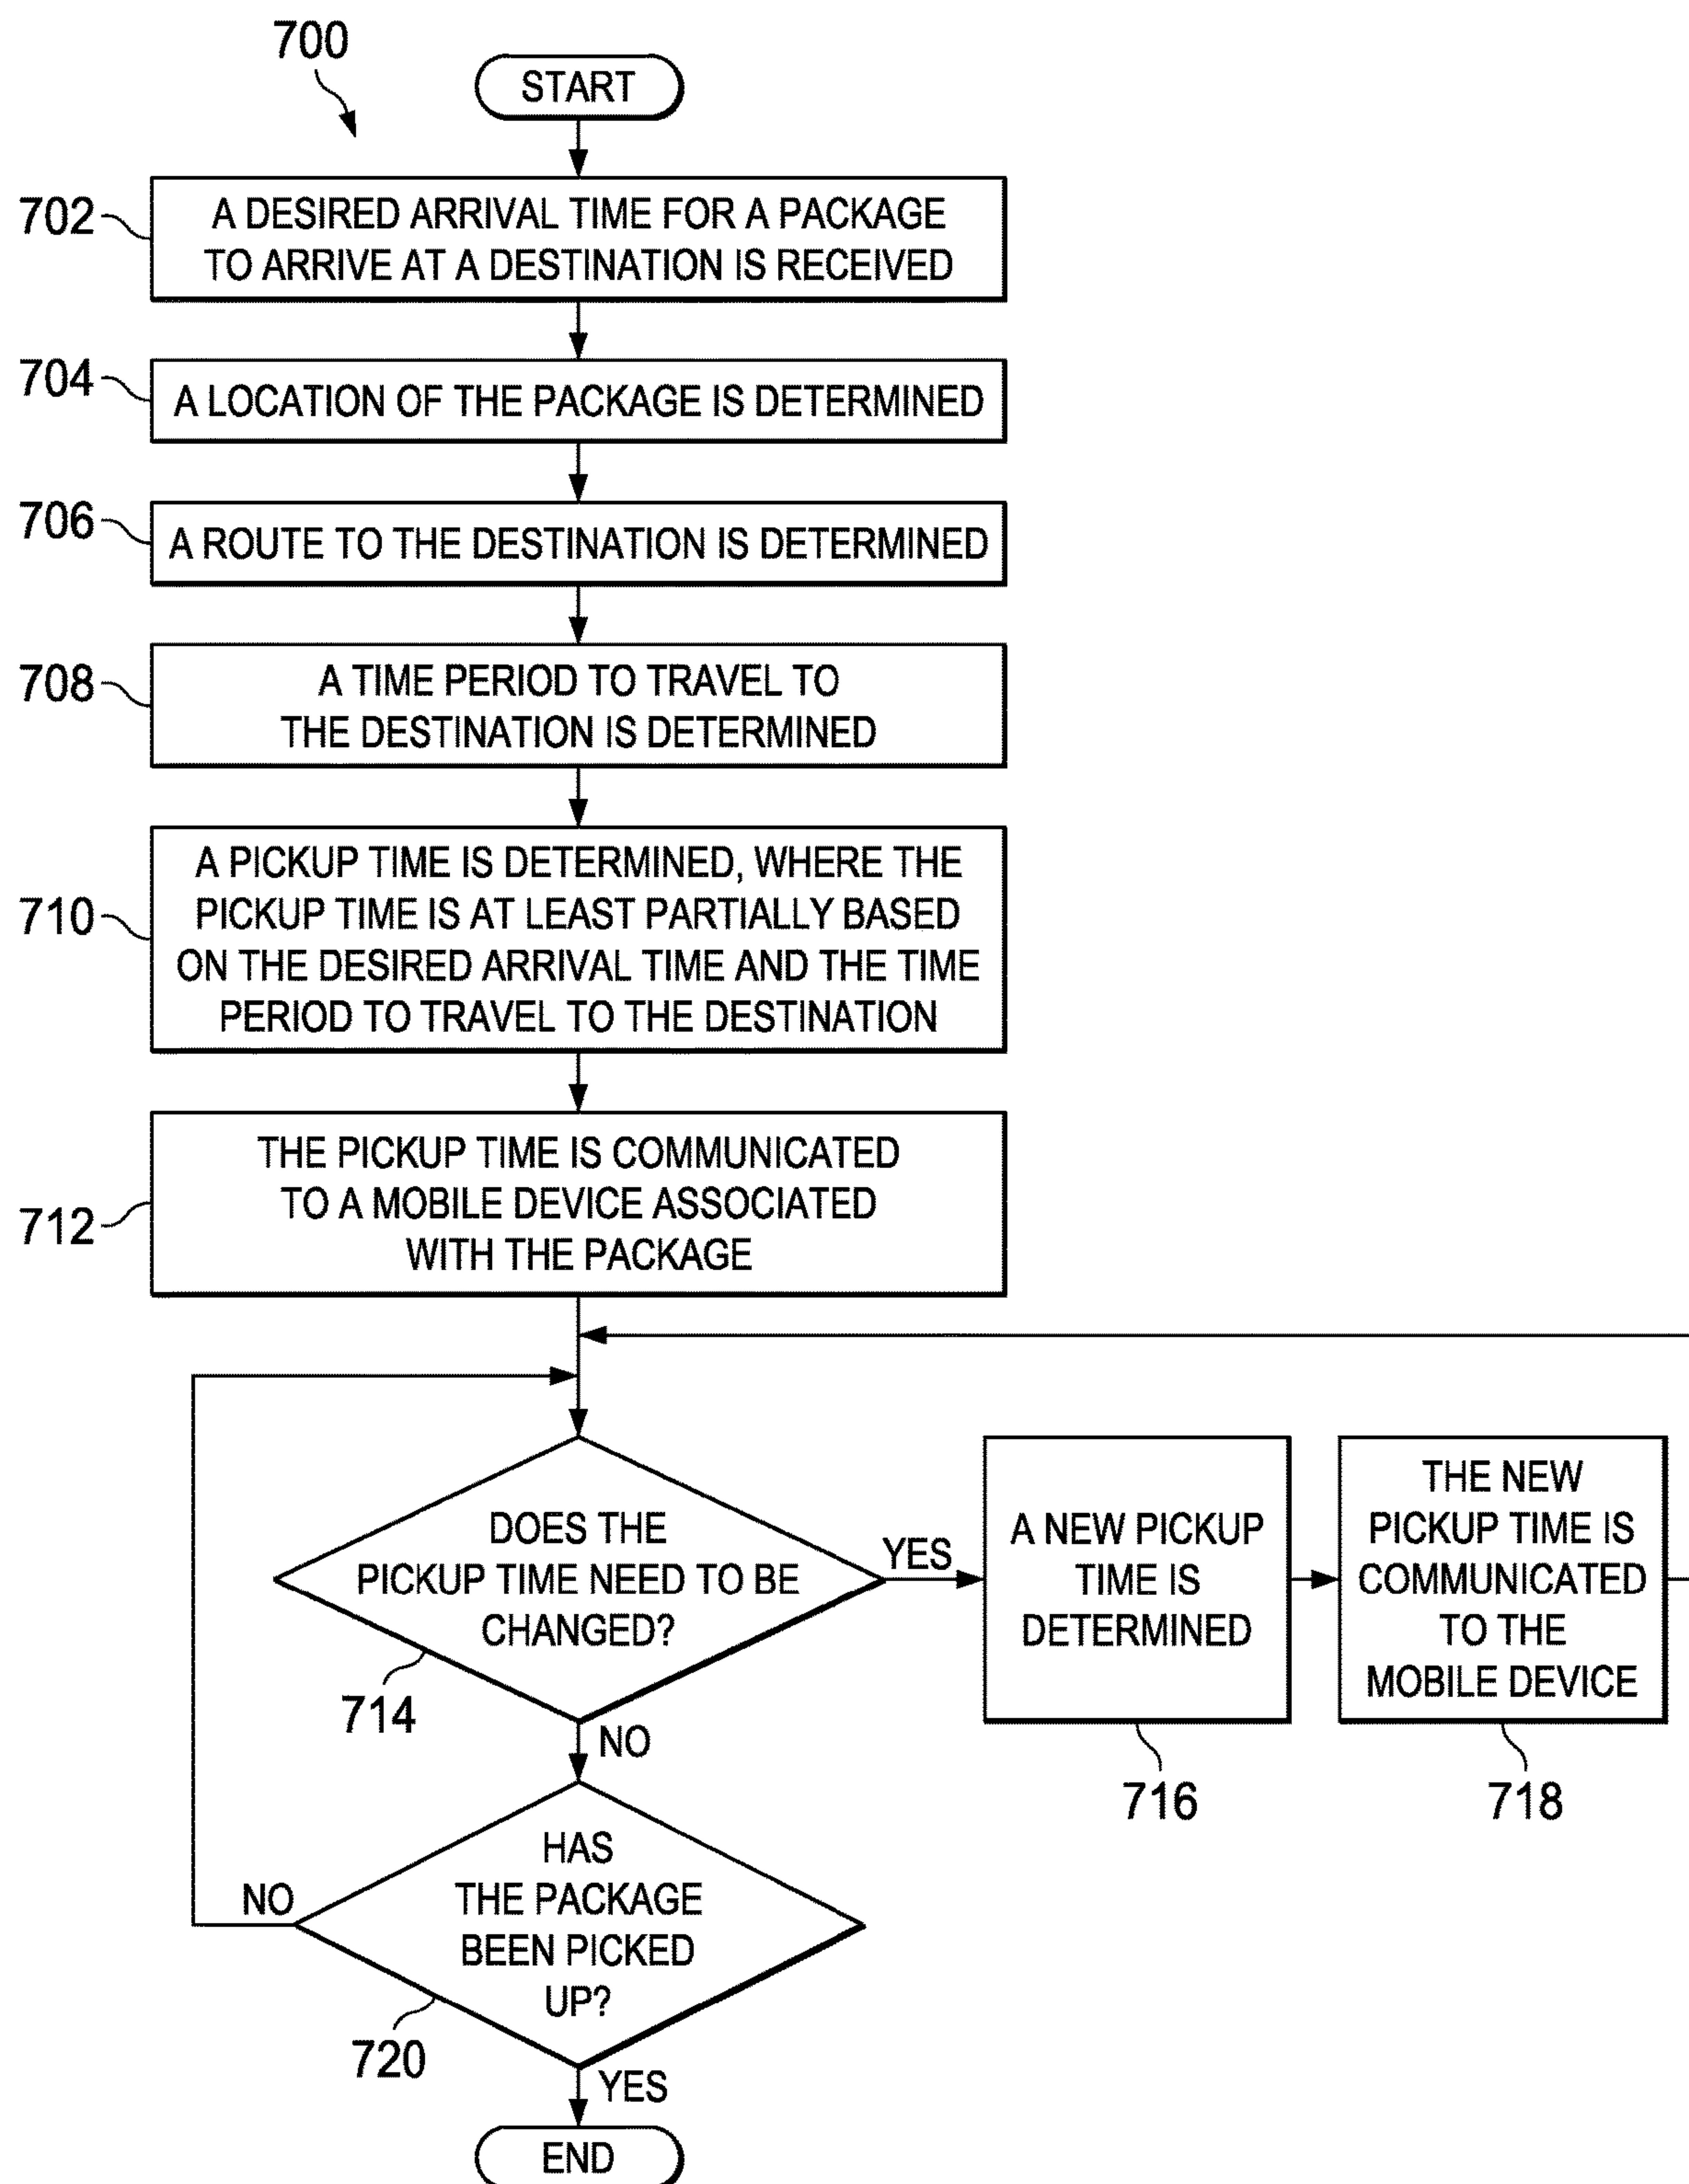 700
START
702
A DESIRED ARRIVAL TIME FOR A PACKAGE
TO ARRIVE AT A DESTINATION IS RECEIVED
704
A LOCATION OF THE PACKAGE IS DETERMINED
706
A ROUTE TO THE DESTINATION IS DETERMINED
708
A TIME PERIOD TO TRAVEL TO
THE DESTINATION IS DETERMINED
710
A PICKUP TIME IS DETERMINED, WHERE THE
PICKUP TIME IS AT LEAST PARTIALLY BASED
ON THE DESIRED ARRIVAL TIME AND THE TIME
PERIOD TO TRAVEL TO THE DESTINATION
712
THE PICKUP TIME IS COMMUNICATED
TO A MOBILE DEVICE ASSOCIATED
WITH THE PACKAGE
DOES THE
PICKUP TIME NEED TO BE
CHANGED?
714
YES
A NEW PICKUP
TIME IS
DETERMINED
716
THE NEW
PICKUP TIME IS
COMMUNICATED
TO THE
MOBILE DEVICE
718
NO
HAS
THE PACKAGE
BEEN PICKED
UP?
720
NO
YES
END